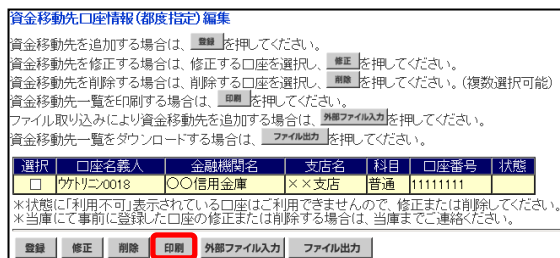 資金移動先口座情報(都度指定)編集
資金移動先を追加する場合は、 登録 を押してください。
資金移動先を修正する場合は、修正する口座を選択し、 修正 を押してください。
資金移動先を削除する場合は、削除する口座を選択し、 削除 を押してください。(複数選択可能)
資金移動先一覧を印刷する場合は、 印刷 を押してください。
ファイル取り込みにより資金移動先を追加する場合は、 外部ファイル入力 を押してください。
資金移動先一覧をダウンロードする場合は、 ファイル出力 を押してください。
選択 口座名義人 金融機関名 支店名 科目 口座番号 状態
ウケトリニン0018 〇〇信用金庫 ××支店 普通 11111111
*状態に「利用不可」表示されている口座はご利用できませんので、修正または削除してください。
*当庫にて事前に登録した口座の修正または削除する場合は、当庫までご連絡ください。
登録 修正 削除 印刷 外部ファイル入力 ファイル出力